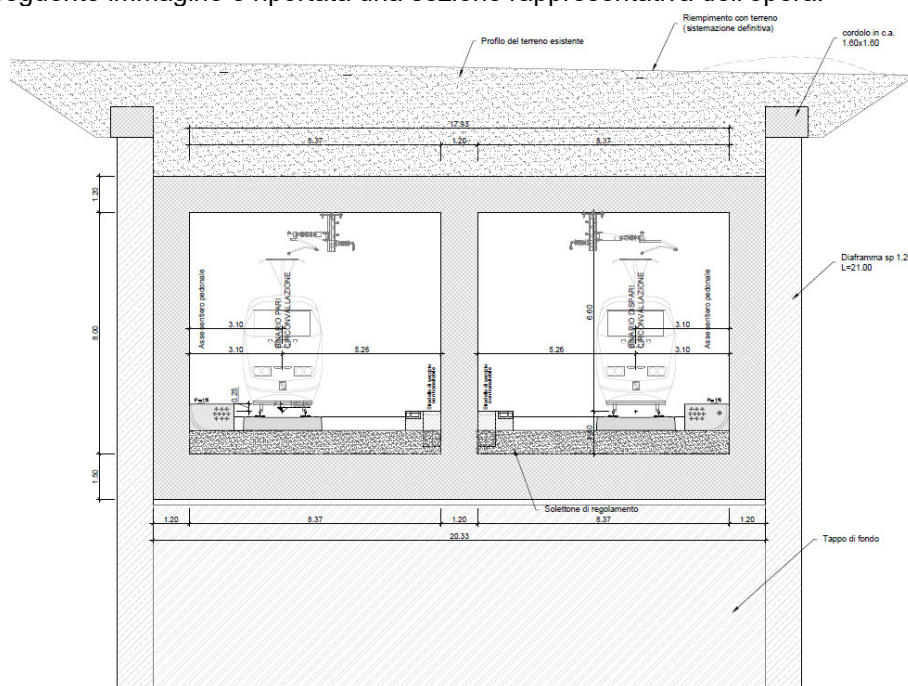 seguente immagine è riportata una sezione rappresentativa dell'opera.
Riempimento con terreno
(sistemazione definitiva)
Profilo del terreno esistente
cordolo in c.a.
1.60x1.60
17.93
8.37
1.20
8.37
1.20
Diaframma sp 1.2
L=21.00
Asse sentiero pedonale
BINARIO PARI
CIRCONVALLAZIONE
BINARIO DISPARI
CIRCONVALLAZIONE
Asse sentiero pedonale
8.00
6.60
3.10
3.10
3.10
5.26
5.26
3.10
0.25
P=1%
P=1%
1.50
Solettone di regolamento
1.20
8.37
1.20
8.37
1.20
20.33
Tappo di fondo